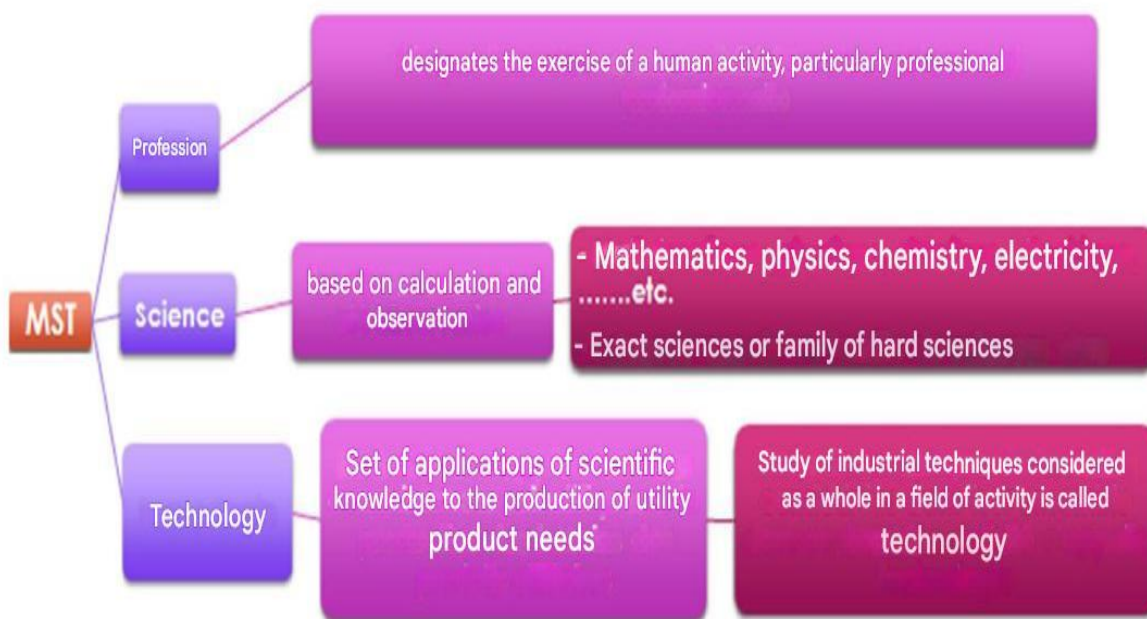 designates the exercise of a human activity, particularly professional
Profession
MST
Science
based on calculation and
observation
- Mathematics, physics, chemistry, electricity,
.......etc.
- Exact sciences or family of hard sciences
Technology
Set of applications of scientific
knowledge to the production of utility
product needs
Study of industrial techniques considered
as a whole in a field of activity is called
technology